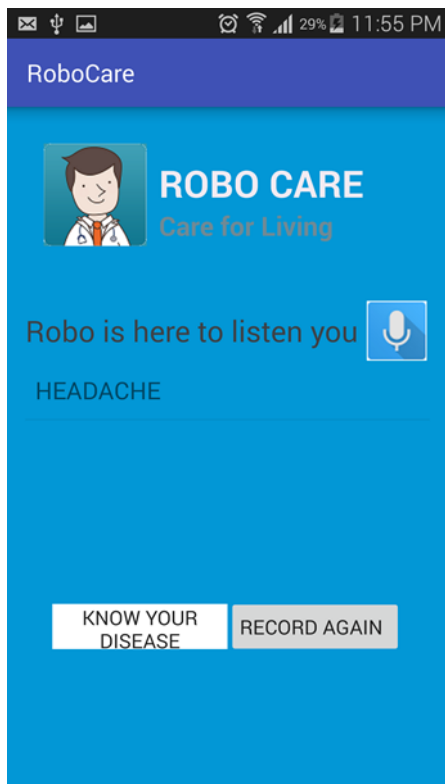 29% 11:55 PM
RoboCare
ROBO CARE
Care for Living
Robo is here to listen you
HEADACHE
KNOW YOUR
DISEASE
RECORD AGAIN